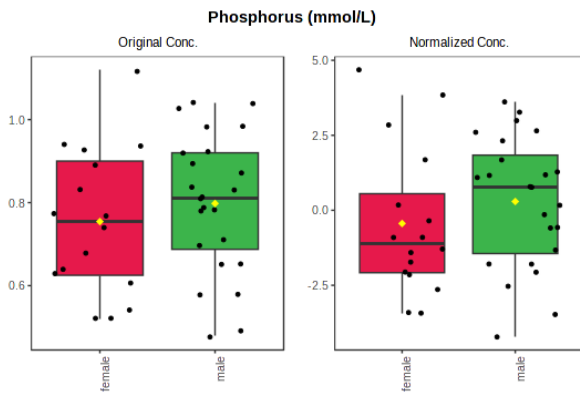 Phosphorus (mmol/L)
Original Conc.
Normalized Conc.
1.0
0.8
0.6
5.0
2.5
0.0
-2.5
female
male
female
male